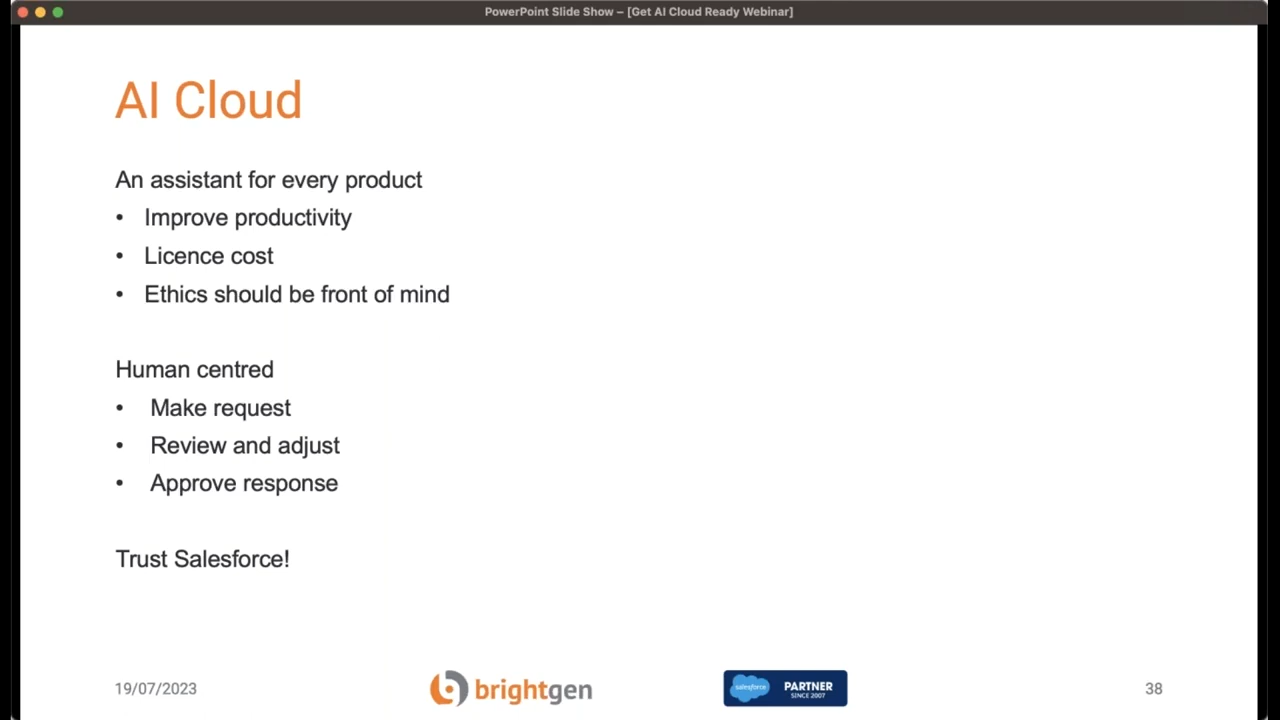 PowerPoint Slide Show – [Get AI Cloud Ready Webinar]
AI Cloud
An assistant for every product
• Improve productivity
• Licence cost
• Ethics should be front of mind
Human centred
• Make request
• Review and adjust
• Approve response
Trust Salesforce!
19/07/2023
brightgen
salesforce
PARTNER
SINCE 2007
38